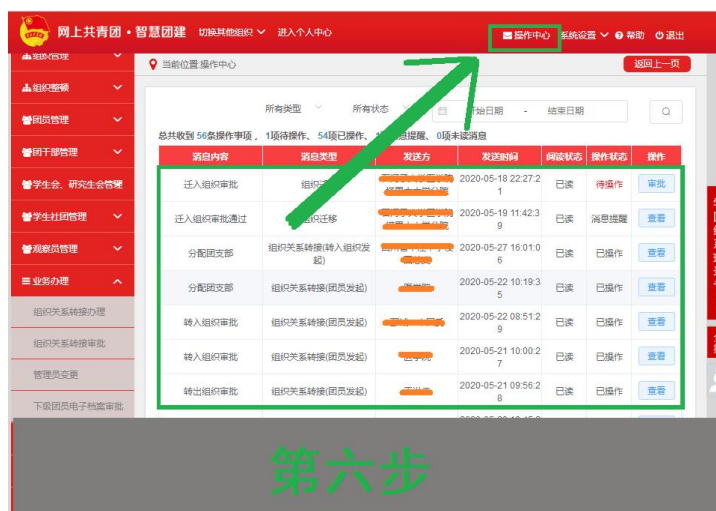 网上共青团·智慧团建 切换其他组织 进入个人中心 操作中心 系统设置 帮助 退出
组织管理
当前位置:操作中心 返回上一页
组织整顿
团员管理
团干部管理
学生会、研究生会管理
学生社团管理
观察员管理
业务办理
组织关系转接办理
组织关系转接审批
管理员变更
下级团员电子档案审批
所有类型 所有状态 开始日期 - 结束日期
总共收到 56条操作事项， 1项待操作、 54项已操作、 息提醒、 0项未读消息
消息内容 消息类型 发送方 发送时间 阅读状态 操作状态 操作
迁入组织审批 组织迁移 2020-05-18 22:27:21 已读 待操作 审批
迁入组织审批通过 组织迁移 2020-05-19 11:42:39 已读 消息提醒 查看
分配团支部 组织关系转接(转入组织发起) 2020-05-27 16:01:06 已读 已操作 查看
分配团支部 组织关系转接(团员发起) 2020-05-22 10:19:35 已读 已操作 查看
转入组织审批 组织关系转接(团员发起) 2020-05-22 08:51:29 已读 已操作 查看
转入组织审批 组织关系转接(团员发起) 2020-05-21 10:00:27 已读 已操作 查看
转出组织审批 组织关系转接(团员发起) 2020-05-21 09:56:28 已读 已操作 查看
第六步